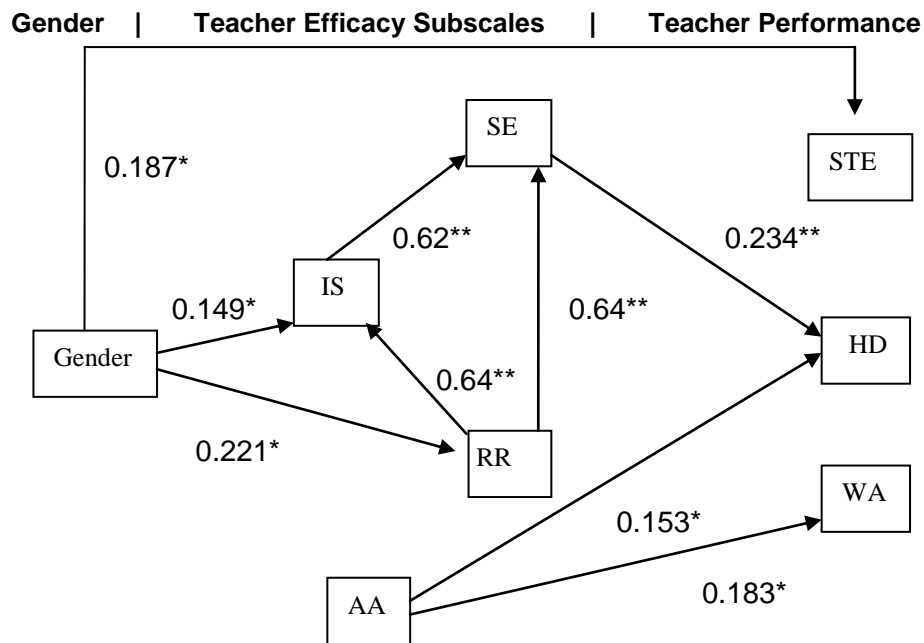 Gender | Teacher Efficacy Subscales | Teacher Performance
SE
STE
0.187*
0.62**
0.234**
IS
0.149*
0.64**
HD
Gender
0.64**
0.221*
RR
WA
0.153*
AA
0.183*